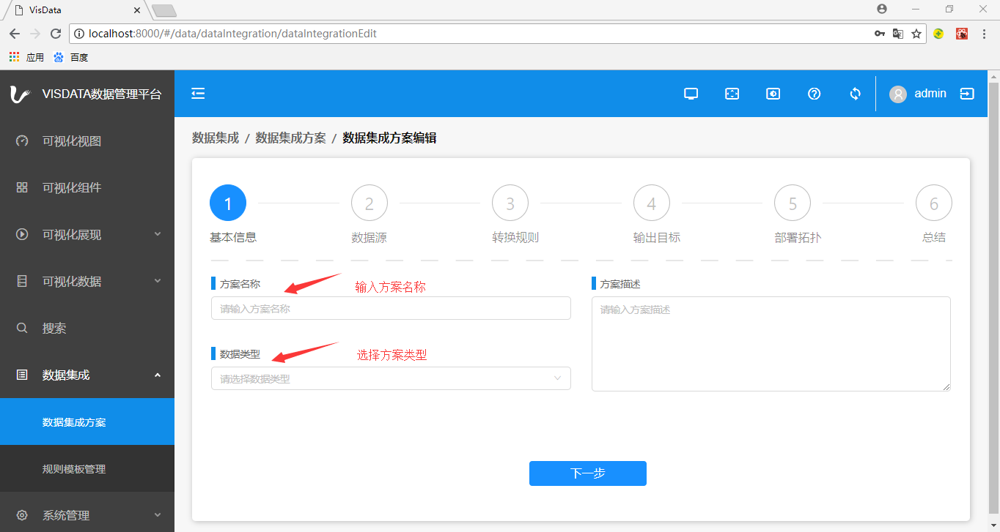 VisData
localhost:8000/#/data/dataIntegration/dataIntegrationEdit
应用 百度
VISDATA数据管理平台
admin
可视化视图
可视化组件
可视化展现
可视化数据
搜索
数据集成
数据集成方案
规则模板管理
系统管理
数据集成 / 数据集成方案 / 数据集成方案编辑
1 2 3 4 5 6
基本信息 数据源 转换规则 输出目标 部署拓扑 总结
方案名称
输入方案名称
请输入方案名称
数据类型
选择方案类型
请选择数据类型
方案描述
请输入方案描述
下一步